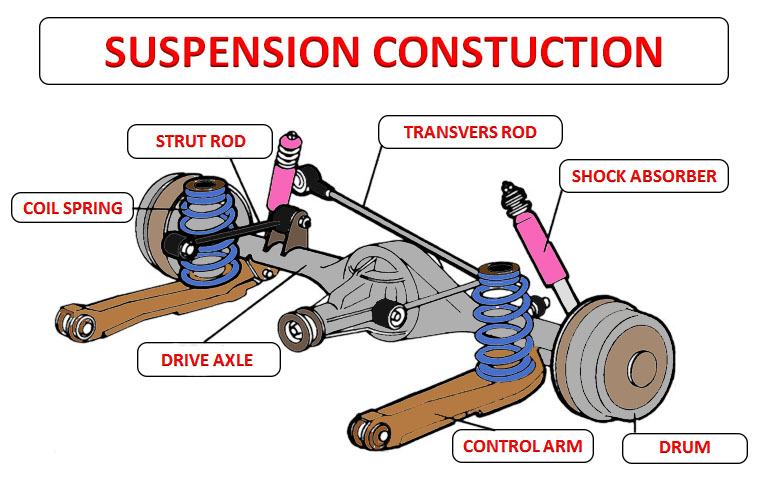 SUSPENSION CONSTUCTION
STRUT ROD
TRANSVERS ROD
SHOCK ABSORBER
COIL SPRING
DRIVE AXLE
CONTROL ARM
DRUM